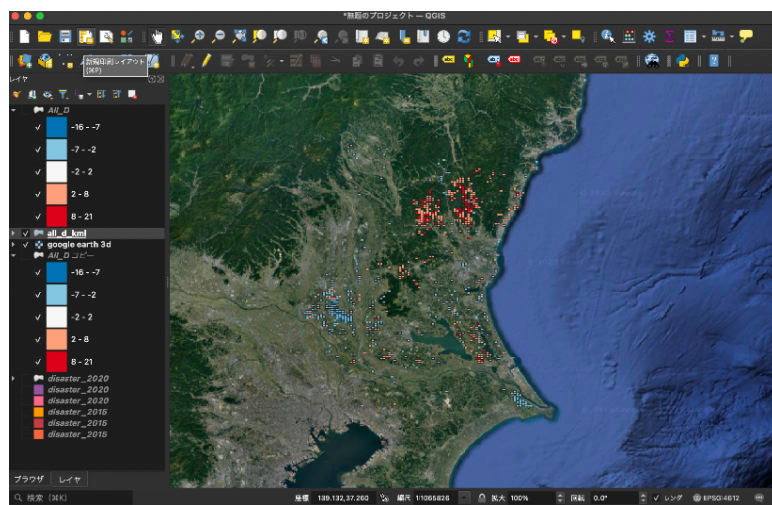 *無題のプロジェクト — QGIS
新規印刷レイアウト
(⌘P)
レイヤ
All_D
-16 - -7
-7 - -2
-2 - 2
2 - 8
8 - 21
all_d_kml
google earth 3d
All_D コピー
-16 - -7
-7 - -2
-2 - 2
2 - 8
8 - 21
disaster_2020
disaster_2020
disaster_2020
disaster_2015
disaster_2015
disaster_2015
ブラウザ レイヤ
検索 (⌘K) 座標 139.132,37.260 縮尺 1:1065826 拡大 100% 回転 0.0° レンダ EPSG:4612